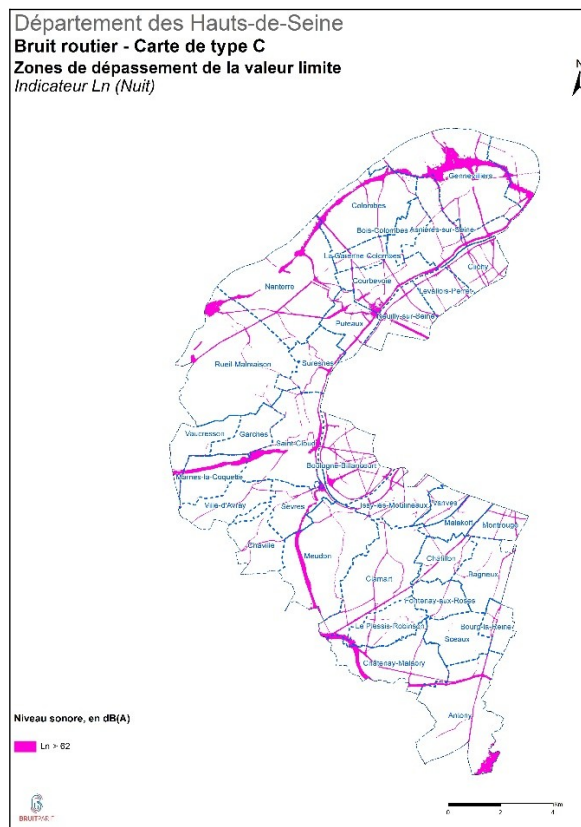 Département des Hauts-de-Seine
Bruit routier - Carte de type C
Zones de dépassement de la valeur limite
Indicateur Ln (Nuit)
N
Gennevilliers
Colombes
Bois-Colombes
Asnières-sur-Seine
La Garenne Colombes
Clichy
Courbevoie
Nanterre
Levallois-Perret
Neuilly-sur-Seine
Puteaux
Rueil Malmaison
Suresnes
Vaucresson
Garches
Saint-Cloud
Boulogne-Billancourt
Marnes-la-Coquette
Ville-d'Avray
Sèvres
Issy-les-Moulineaux
Vanves
Malakoff
Montrouge
Chaville
Meudon
Châtillon
Bagneux
Clamart
Fontenay-aux-Roses
Le Plessis-Robinson
Bourg-la-Reine
Sceaux
Châtenay-Malabry
Antony
Niveau sonore, en dB(A)
Ln > 62
BRUITPARIF
0 2 4 Km